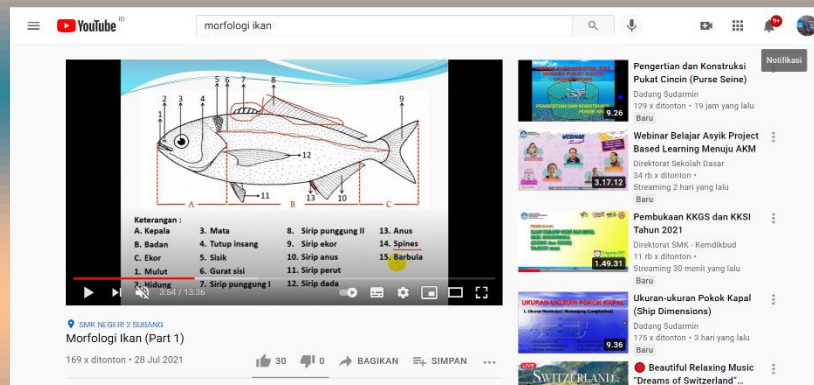 YouTube ID
morfologi ikan
9+
Notifikasi
5 6 7 8
2 3 4 9
1
12
11 13 10
A B C
Keterangan :
A. Kepala 3. Mata 8. Sirip punggung II 13. Anus
B. Badan 4. Tutup insang 9. Sirip ekor 14. Spines
C. Ekor 5. Sisik 10. Sirip anus 15. Barbula
1. Mulut 6. Gurat sisi 11. Sirip perut
2. Hidung 7. Sirip punggung I 12. Sirip dada
3:54 / 13:36
SMK NEGERI 2 SUBANG
Morfologi Ikan (Part 1)
169 x ditonton • 28 Jul 2021
30 0 BAGIKAN SIMPAN
9.26
Pengertian dan Konstruksi
Pukat Cincin (Purse Seine)
Dadang Sudarmin
129 x ditonton • 19 jam yang lalu
Baru
3.17.12
Webinar Belajar Asyik Project
Based Learning Menuju AKM
Direktorat Sekolah Dasar
34 rb x ditonton •
Streaming 2 hari yang lalu
Baru
1.49.31
Pembukaan KKGS dan KKSI
Tahun 2021
Direktorat SMK - Kemdikbud
11 rb x ditonton •
Streaming 30 menit yang lalu
Baru
UKURAN-UKURAN POKOK KAPAL
9.36
Ukuran-ukuran Pokok Kapal
(Ship Dimensions)
Dadang Sudarmin
175 x ditonton • 3 hari yang lalu
Baru
LIVE
SWITZERLAND
Beautiful Relaxing Music
"Dreams of Switzerland"...